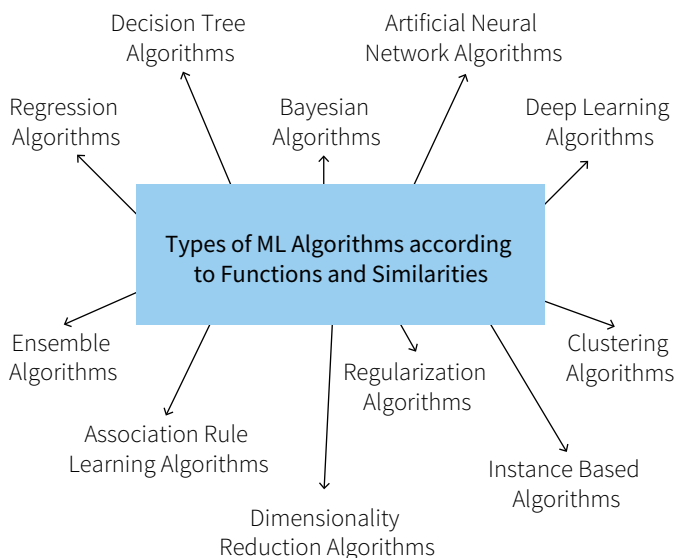 Decision Tree
Algorithms
Artificial Neural
Network Algorithms
Regression
Algorithms
Bayesian
Algorithms
Deep Learning
Algorithms
Types of ML Algorithms according
to Functions and Similarities
Ensemble
Algorithms
Regularization
Algorithms
Clustering
Algorithms
Association Rule
Learning Algorithms
Instance Based
Algorithms
Dimensionality
Reduction Algorithms